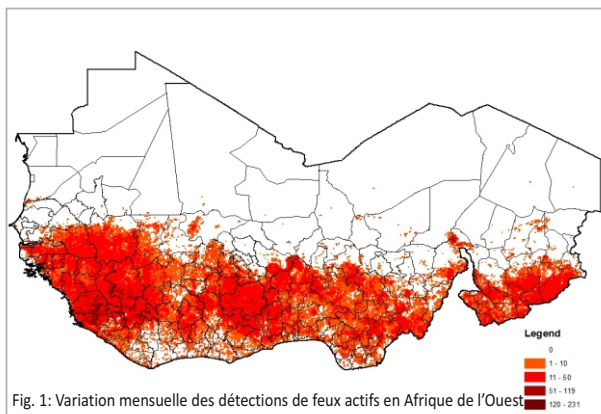 Legend
0
1 - 10
11 - 50
51 - 119
120 - 231
Fig. 1: Variation mensuelle des détections de feux actifs en Afrique de l'Ouest